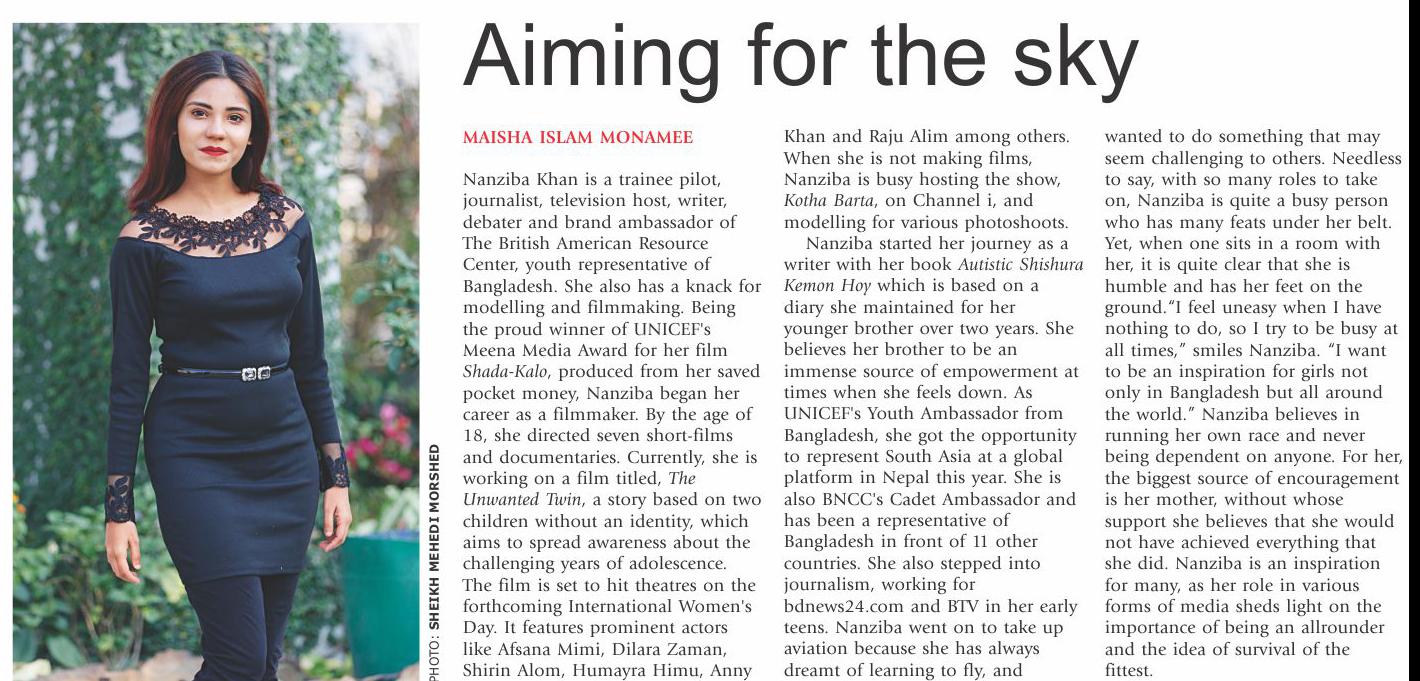 Aiming for the sky
MAISHA ISLAM MONAMEE
Nanziba Khan is a trainee pilot,
journalist, television host, writer,
debater and brand ambassador of
The British American Resource
Center, youth representative of
Bangladesh. She also has a knack for
modelling and filmmaking. Being
the proud winner of UNICEF's
Meena Media Award for her film
Shada-Kalo, produced from her saved
pocket money, Nanziba began her
career as a filmmaker. By the age of
18, she directed seven short-films
and documentaries. Currently, she is
working on a film titled, The
Unwanted Twin, a story based on two
children without an identity, which
aims to spread awareness about the
challenging years of adolescence.
The film is set to hit theatres on the
forthcoming International Women's
Day. It features prominent actors
like Afsana Mimi, Dilara Zaman,
Shirin Alom, Humayra Himu, Anny
Khan and Raju Alim among others.
When she is not making films,
Nanziba is busy hosting the show,
Kotha Barta, on Channel i, and
modelling for various photoshoots.
Nanziba started her journey as a
writer with her book Autistic Shishura
Kemon Hoy which is based on a
diary she maintained for her
younger brother over two years. She
believes her brother to be an
immense source of empowerment at
times when she feels down. As
UNICEF's Youth Ambassador from
Bangladesh, she got the opportunity
to represent South Asia at a global
platform in Nepal this year. She is
also BNCC's Cadet Ambassador and
has been a representative of
Bangladesh in front of 11 other
countries. She also stepped into
journalism, working for
bdnews24.com and BTV in her early
teens. Nanziba went on to take up
aviation because she has always
dreamt of learning to fly, and
wanted to do something that may
seem challenging to others. Needless
to say, with so many roles to take
on, Nanziba is quite a busy person
who has many feats under her belt.
Yet, when one sits in a room with
her, it is quite clear that she is
humble and has her feet on the
ground.“I feel uneasy when I have
nothing to do, so I try to be busy at
all times,” smiles Nanziba. “I want
to be an inspiration for girls not
only in Bangladesh but all around
the world.” Nanziba believes in
running her own race and never
being dependent on anyone. For her,
the biggest source of encouragement
is her mother, without whose
support she believes that she would
not have achieved everything that
she did. Nanziba is an inspiration
for many, as her role in various
forms of media sheds light on the
importance of being an allrounder
and the idea of survival of the
fittest.
PHOTO: SHEIKH MEHEDI MORSHED